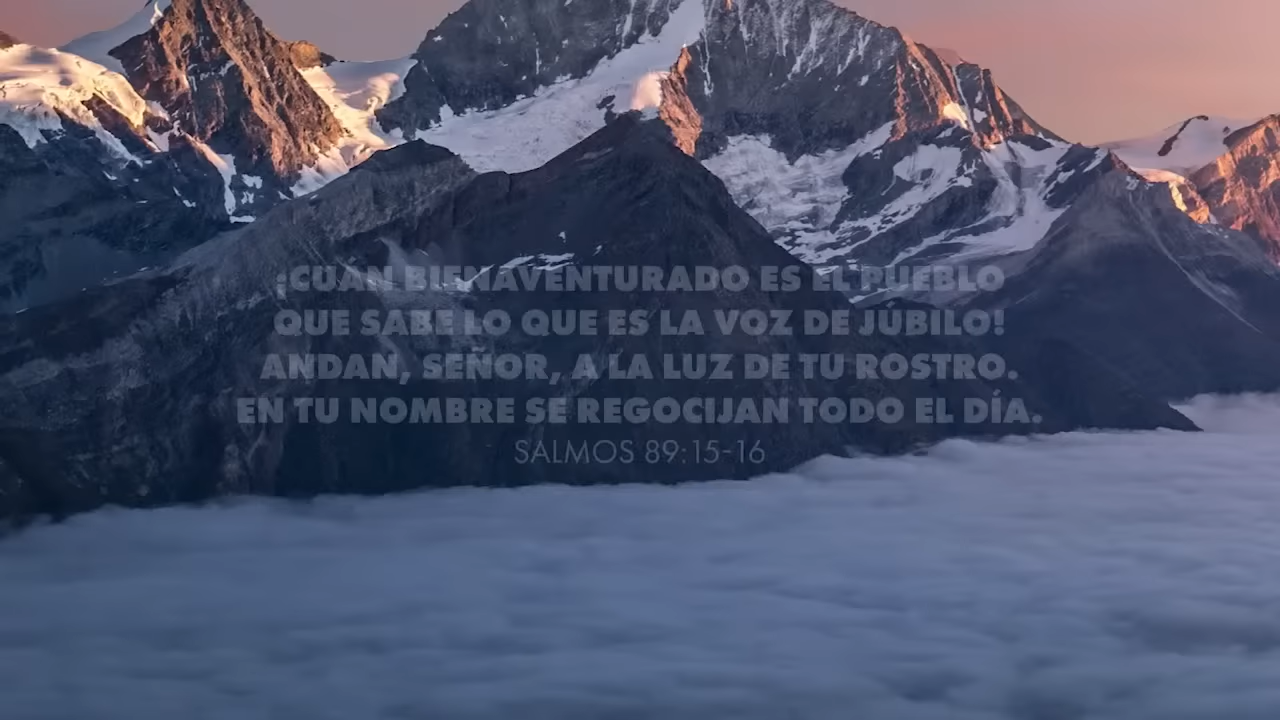 ¡CUÁN BIENAVENTURADO ES EL PUEBLO
QUE SABE LO QUE ES LA VOZ DE JÚBILO!
ANDAN, SEÑOR, A LA LUZ DE TU ROSTRO.
EN TU NOMBRE SE REGOCIJAN TODO EL DÍA.
SALMOS 89:15-16